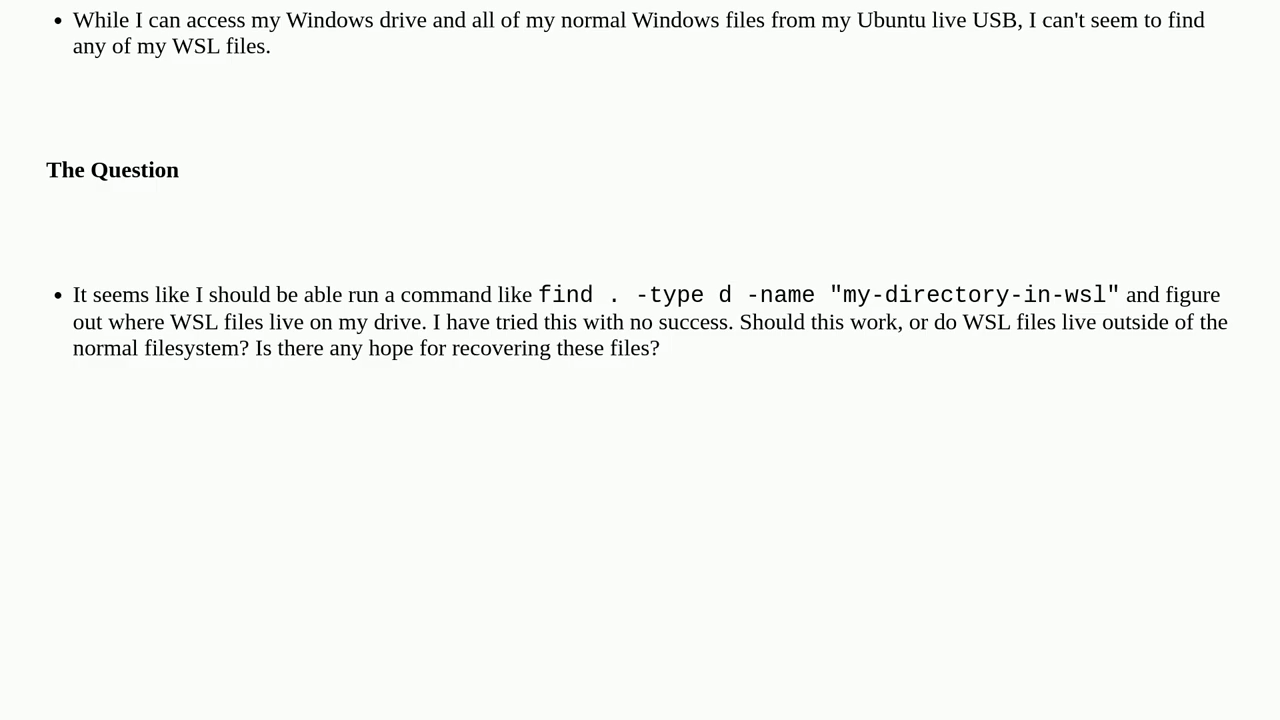 • While I can access my Windows drive and all of my normal Windows files from my Ubuntu live USB, I can't seem to find
any of my WSL files.
The Question
• It seems like I should be able run a command like find . -type d -name "my-directory-in-wsl" and figure
out where WSL files live on my drive. I have tried this with no success. Should this work, or do WSL files live outside of the
normal filesystem? Is there any hope for recovering these files?